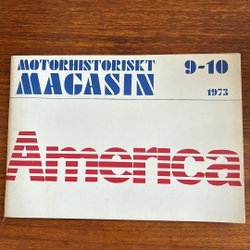 MOTORHISTORISKT
MAGASIN
9-10
1973
America